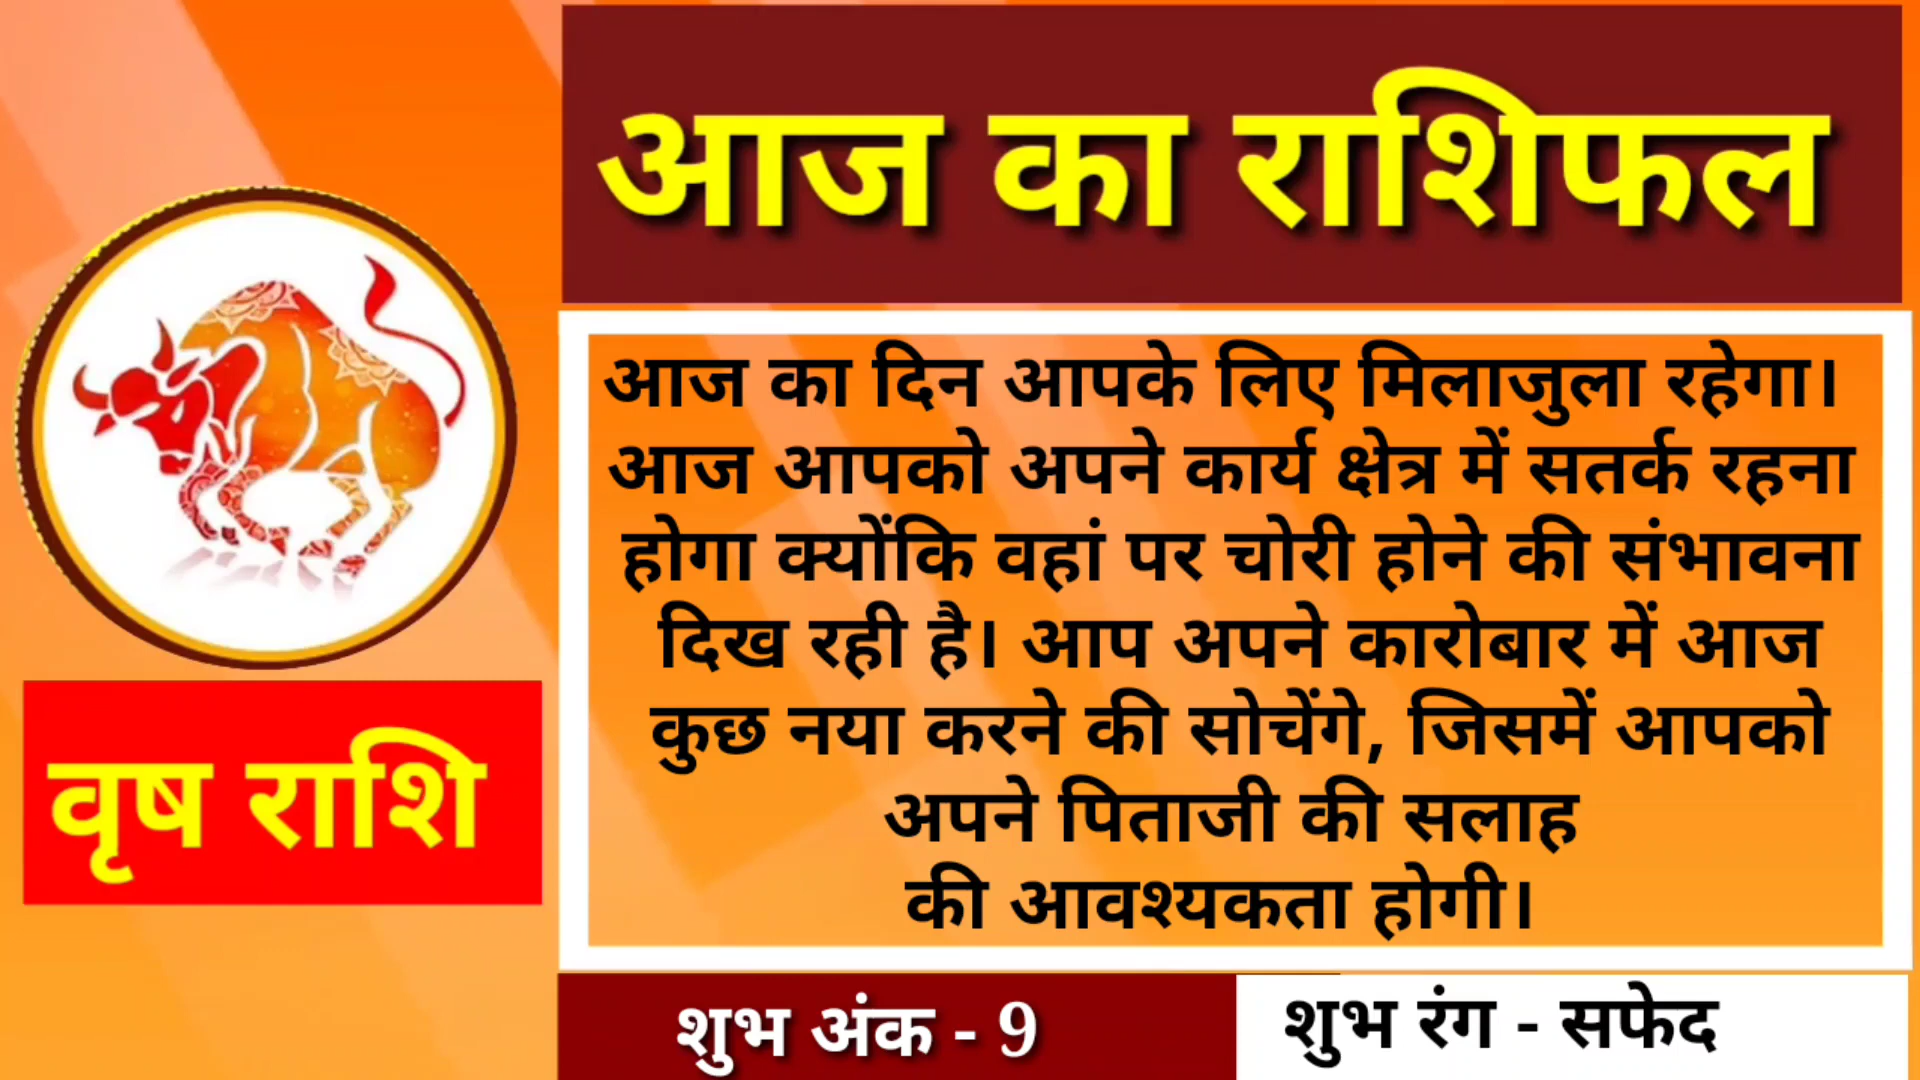 आज का राशिफल
आज का दिन आपके लिए मिलाजुला रहेगा।
आज आपको अपने कार्य क्षेत्र में सतर्क रहना
होगा क्योंकि वहां पर चोरी होने की संभावना
दिख रही है। आप अपने कारोबार में आज
कुछ नया करने की सोचेंगे, जिसमें आपको
अपने पिताजी की सलाह
की आवश्यकता होगी।
वृष राशि
शुभ अंक - 9
शुभ रंग - सफेद